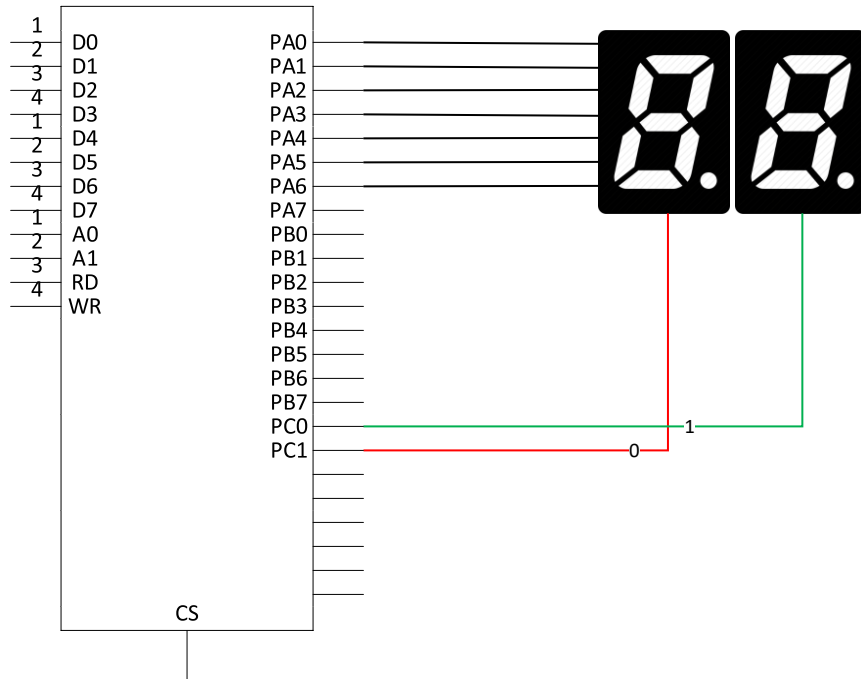 1
D0 PA0
2
D1 PA1
3
D2 PA2
4
D3 PA3
1
D4 PA4
2
D5 PA5
3
D6 PA6
4
D7 PA7
1
A0 PB0
2
A1 PB1
3
RD PB2
4
WR PB3
PB4
PB5
PB6
PB7
PC0 1
PC1 0
CS
8. 8.